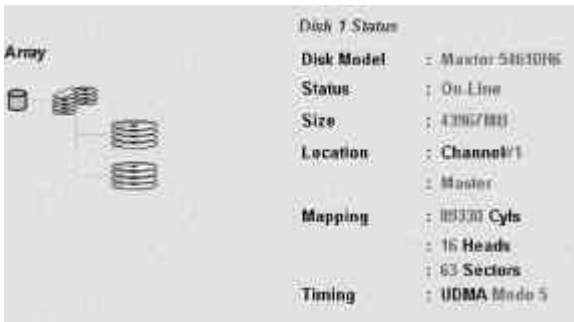 Disk 1 Status
Array
Disk Model : Maxtor 54610H6
Status : On-Line
Size
Location : Channel#1
: Master
Mapping : 89330 Cyls
: 16 Heads
: 63 Sectors
Timing : UDMA Mode 5